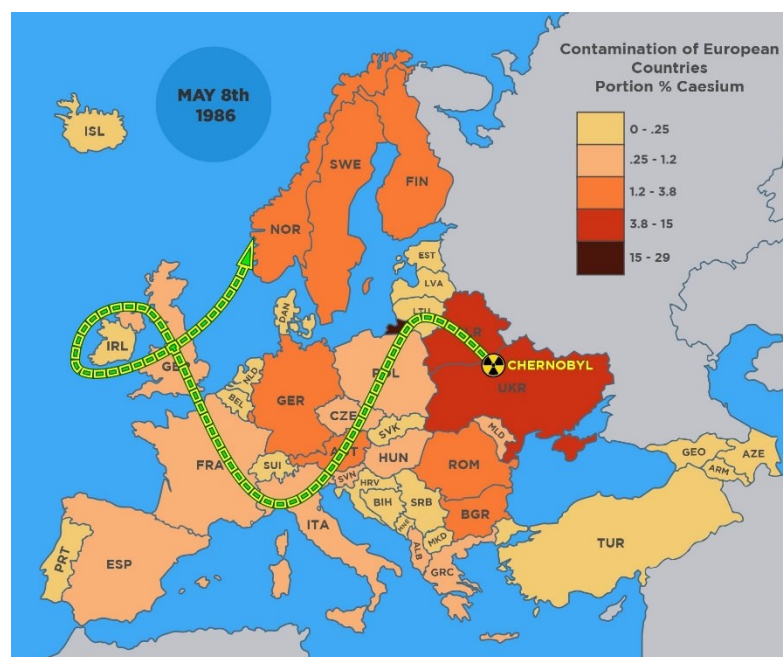 Contamination of European
Countries
Portion % Caesium
MAY 8th
1986
0 - .25
.25 - 1.2
1.2 - 3.8
3.8 - 15
15 - 29
ISL
SWE
FIN
NOR
EST
LVA
LTU
DAN
IRL
NLD
BEL
GER
CHERNOBYL
UKR
CZE
SVK
MLD
FRA
SUI
HUN
ROM
SVN
HRV
BIH
SRB
BGR
ITA
MNE
MKD
ALB
GRC
PRT
ESP
TUR
GEO
ARM
AZE